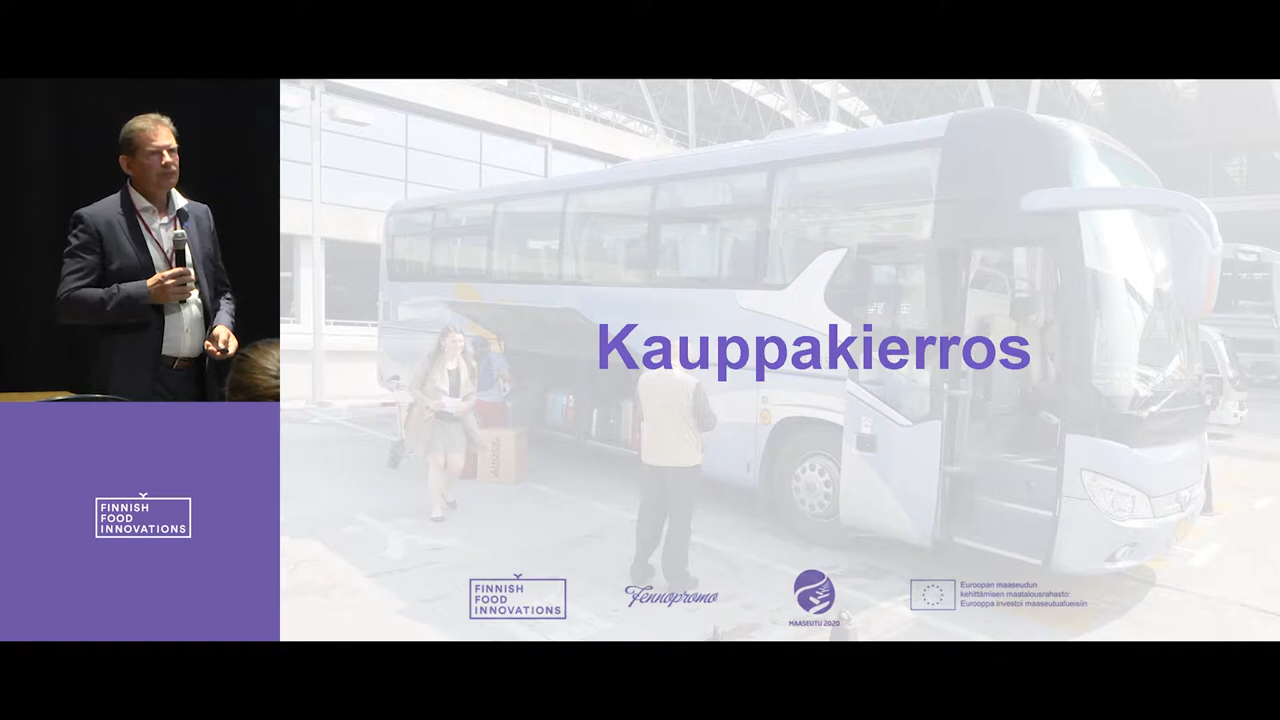 Kauppakierros
FINNISH
FOOD
INNOVATIONS
FINNISH
FOOD
INNOVATIONS
Fennopromo
MAASEUTU 2020
Euroopan maaseudun
kehittämisen maatalousrahasto:
Eurooppa investoi maaseutualueisiin